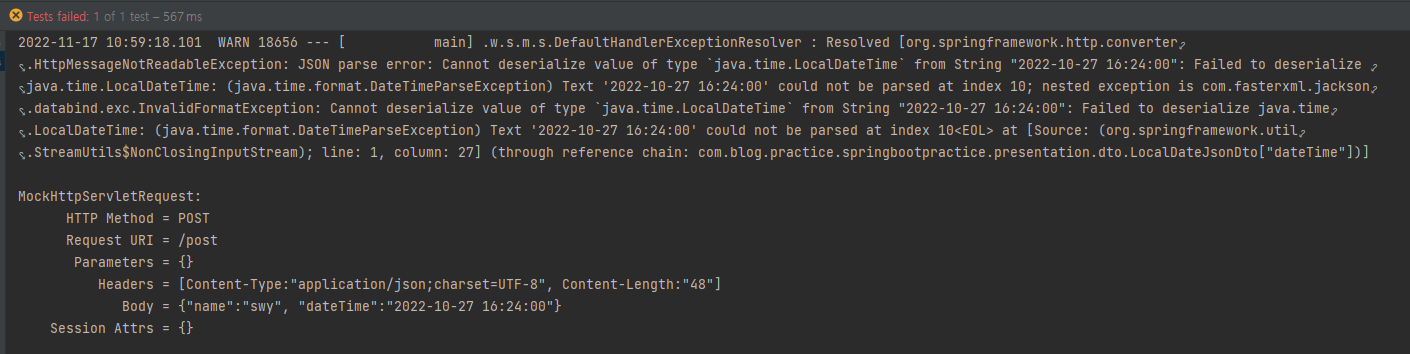 Tests failed: 1 of 1 test – 567 ms
2022-11-17 10:59:18.101  WARN 18656 --- [           main] .w.s.m.s.DefaultHandlerExceptionResolver : Resolved [org.springframework.http.converter
.HttpMessageNotReadableException: JSON parse error: Cannot deserialize value of type `java.time.LocalDateTime` from String "2022-10-27 16:24:00": Failed to deserialize
java.time.LocalDateTime: (java.time.format.DateTimeParseException) Text '2022-10-27 16:24:00' could not be parsed at index 10; nested exception is com.fasterxml.jackson
.databind.exc.InvalidFormatException: Cannot deserialize value of type `java.time.LocalDateTime` from String "2022-10-27 16:24:00": Failed to deserialize java.time
.LocalDateTime: (java.time.format.DateTimeParseException) Text '2022-10-27 16:24:00' could not be parsed at index 10<EOL> at [Source: (org.springframework.util
.StreamUtils$NonClosingInputStream); line: 1, column: 27] (through reference chain: com.blog.practice.springbootpractice.presentation.dto.LocalDateJsonDto["dateTime"])]
MockHttpServletRequest:
HTTP Method = POST
Request URI = /post
Parameters = {}
Headers = [Content-Type:"application/json;charset=UTF-8", Content-Length:"48"]
Body = {"name":"swy", "dateTime":"2022-10-27 16:24:00"}
Session Attrs = {}